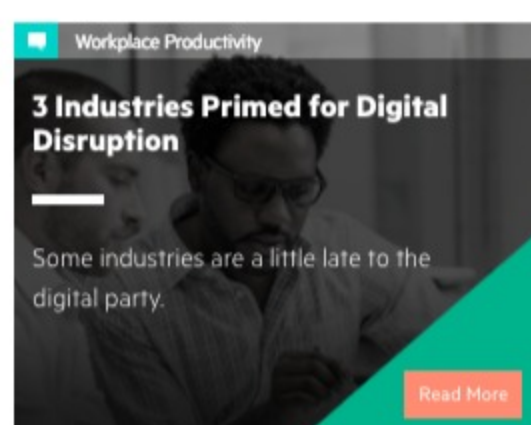 Workplace Productivity
3 Industries Primed for Digital
Disruption
Some industries are a little late to the
digital party.
Read More